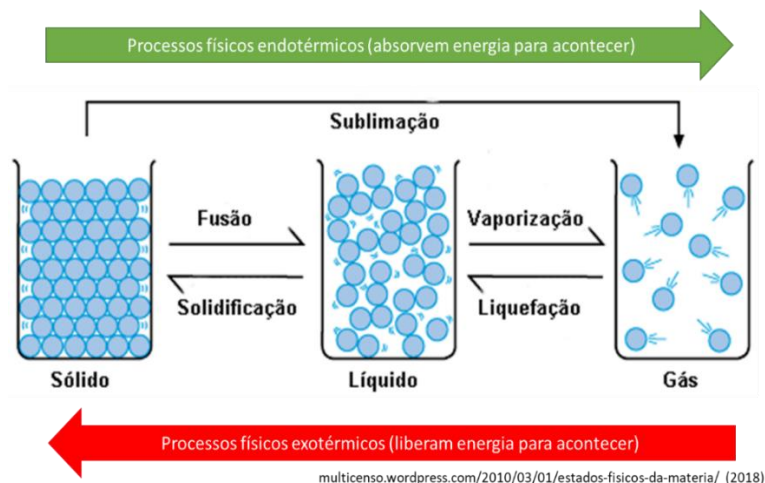 Processos físicos endotérmicos (absorvem energia para acontecer)
Sublimação
Fusão
Vaporização
Solidificação
Liquefação
Sólido
Líquido
Gás
Processos físicos exotérmicos (liberam energia para acontecer)
multicenso.wordpress.com/2010/03/01/estados-fisicos-da-materia/ (2018)